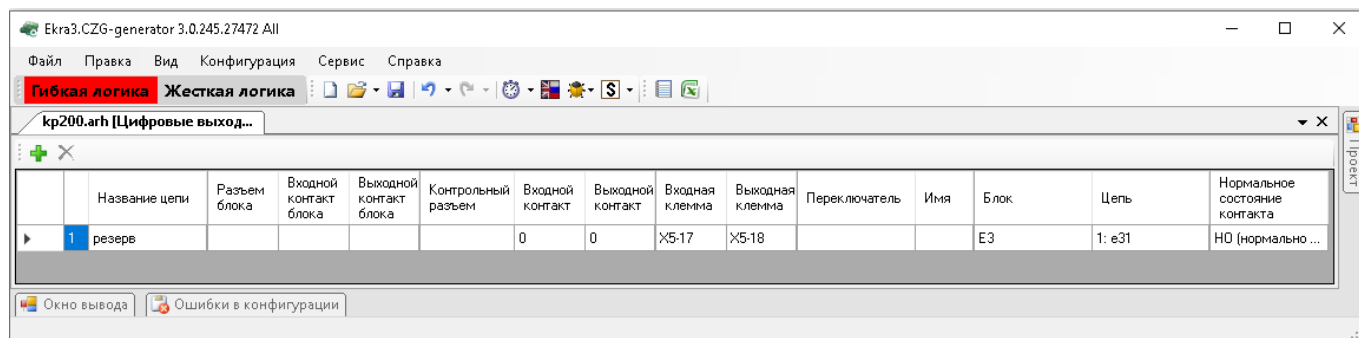 Ekra3.CZG-generator 3.0.245.27472 All
Файл Правка Вид Конфигурация Сервис Справка
Гибкая логика Жесткая логика
kp200.arh [Цифровые выход...
Проект
Название цепи Разъем блока Входной контакт блока Выходной контакт блока Контрольный разъем Входной контакт Выходной контакт Входная клемма Выходная клемма Переключатель Имя Блок Цепь Нормальное состояние контакта
1 резерв 0 0 X5-17 X5-18 E3 1: e31 НО (нормально ...
Окно вывода Ошибки в конфигурации